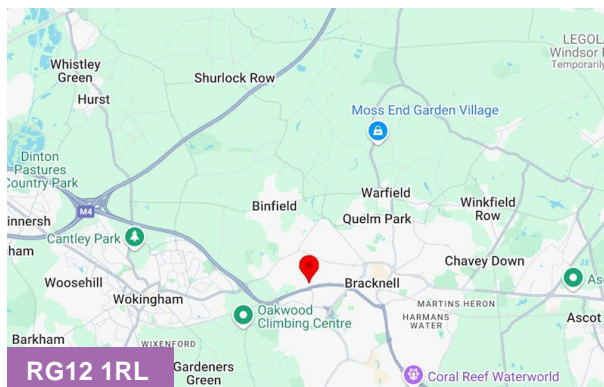 LEGOL
Windsor R
Temporarily
Whistley
Green
Shurlock Row
Hurst
Moss End Garden Village
Dinton
Pastures
Country Park
Warfield
Binfield
Winkfield
Row
M4
Quelm Park
innersh
Cantley Park
ham
Chavey Down
Woosehill
Bracknell
Asc
Wokingham
MARTINS HERON
Oakwood
Climbing Centre
HARMANS
WATER
Ascot
Barkham
WIXENFORD
Gardeners
Green
Coral Reef Waterworld
RG12 1RL